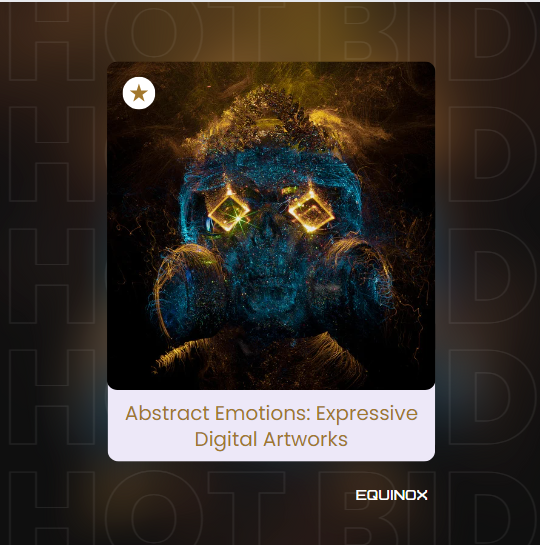 HOT BID
HOT BID
HOT BID
HOT BID
HOT BID
Abstract Emotions: Expressive
Digital Artworks
EQUINOX